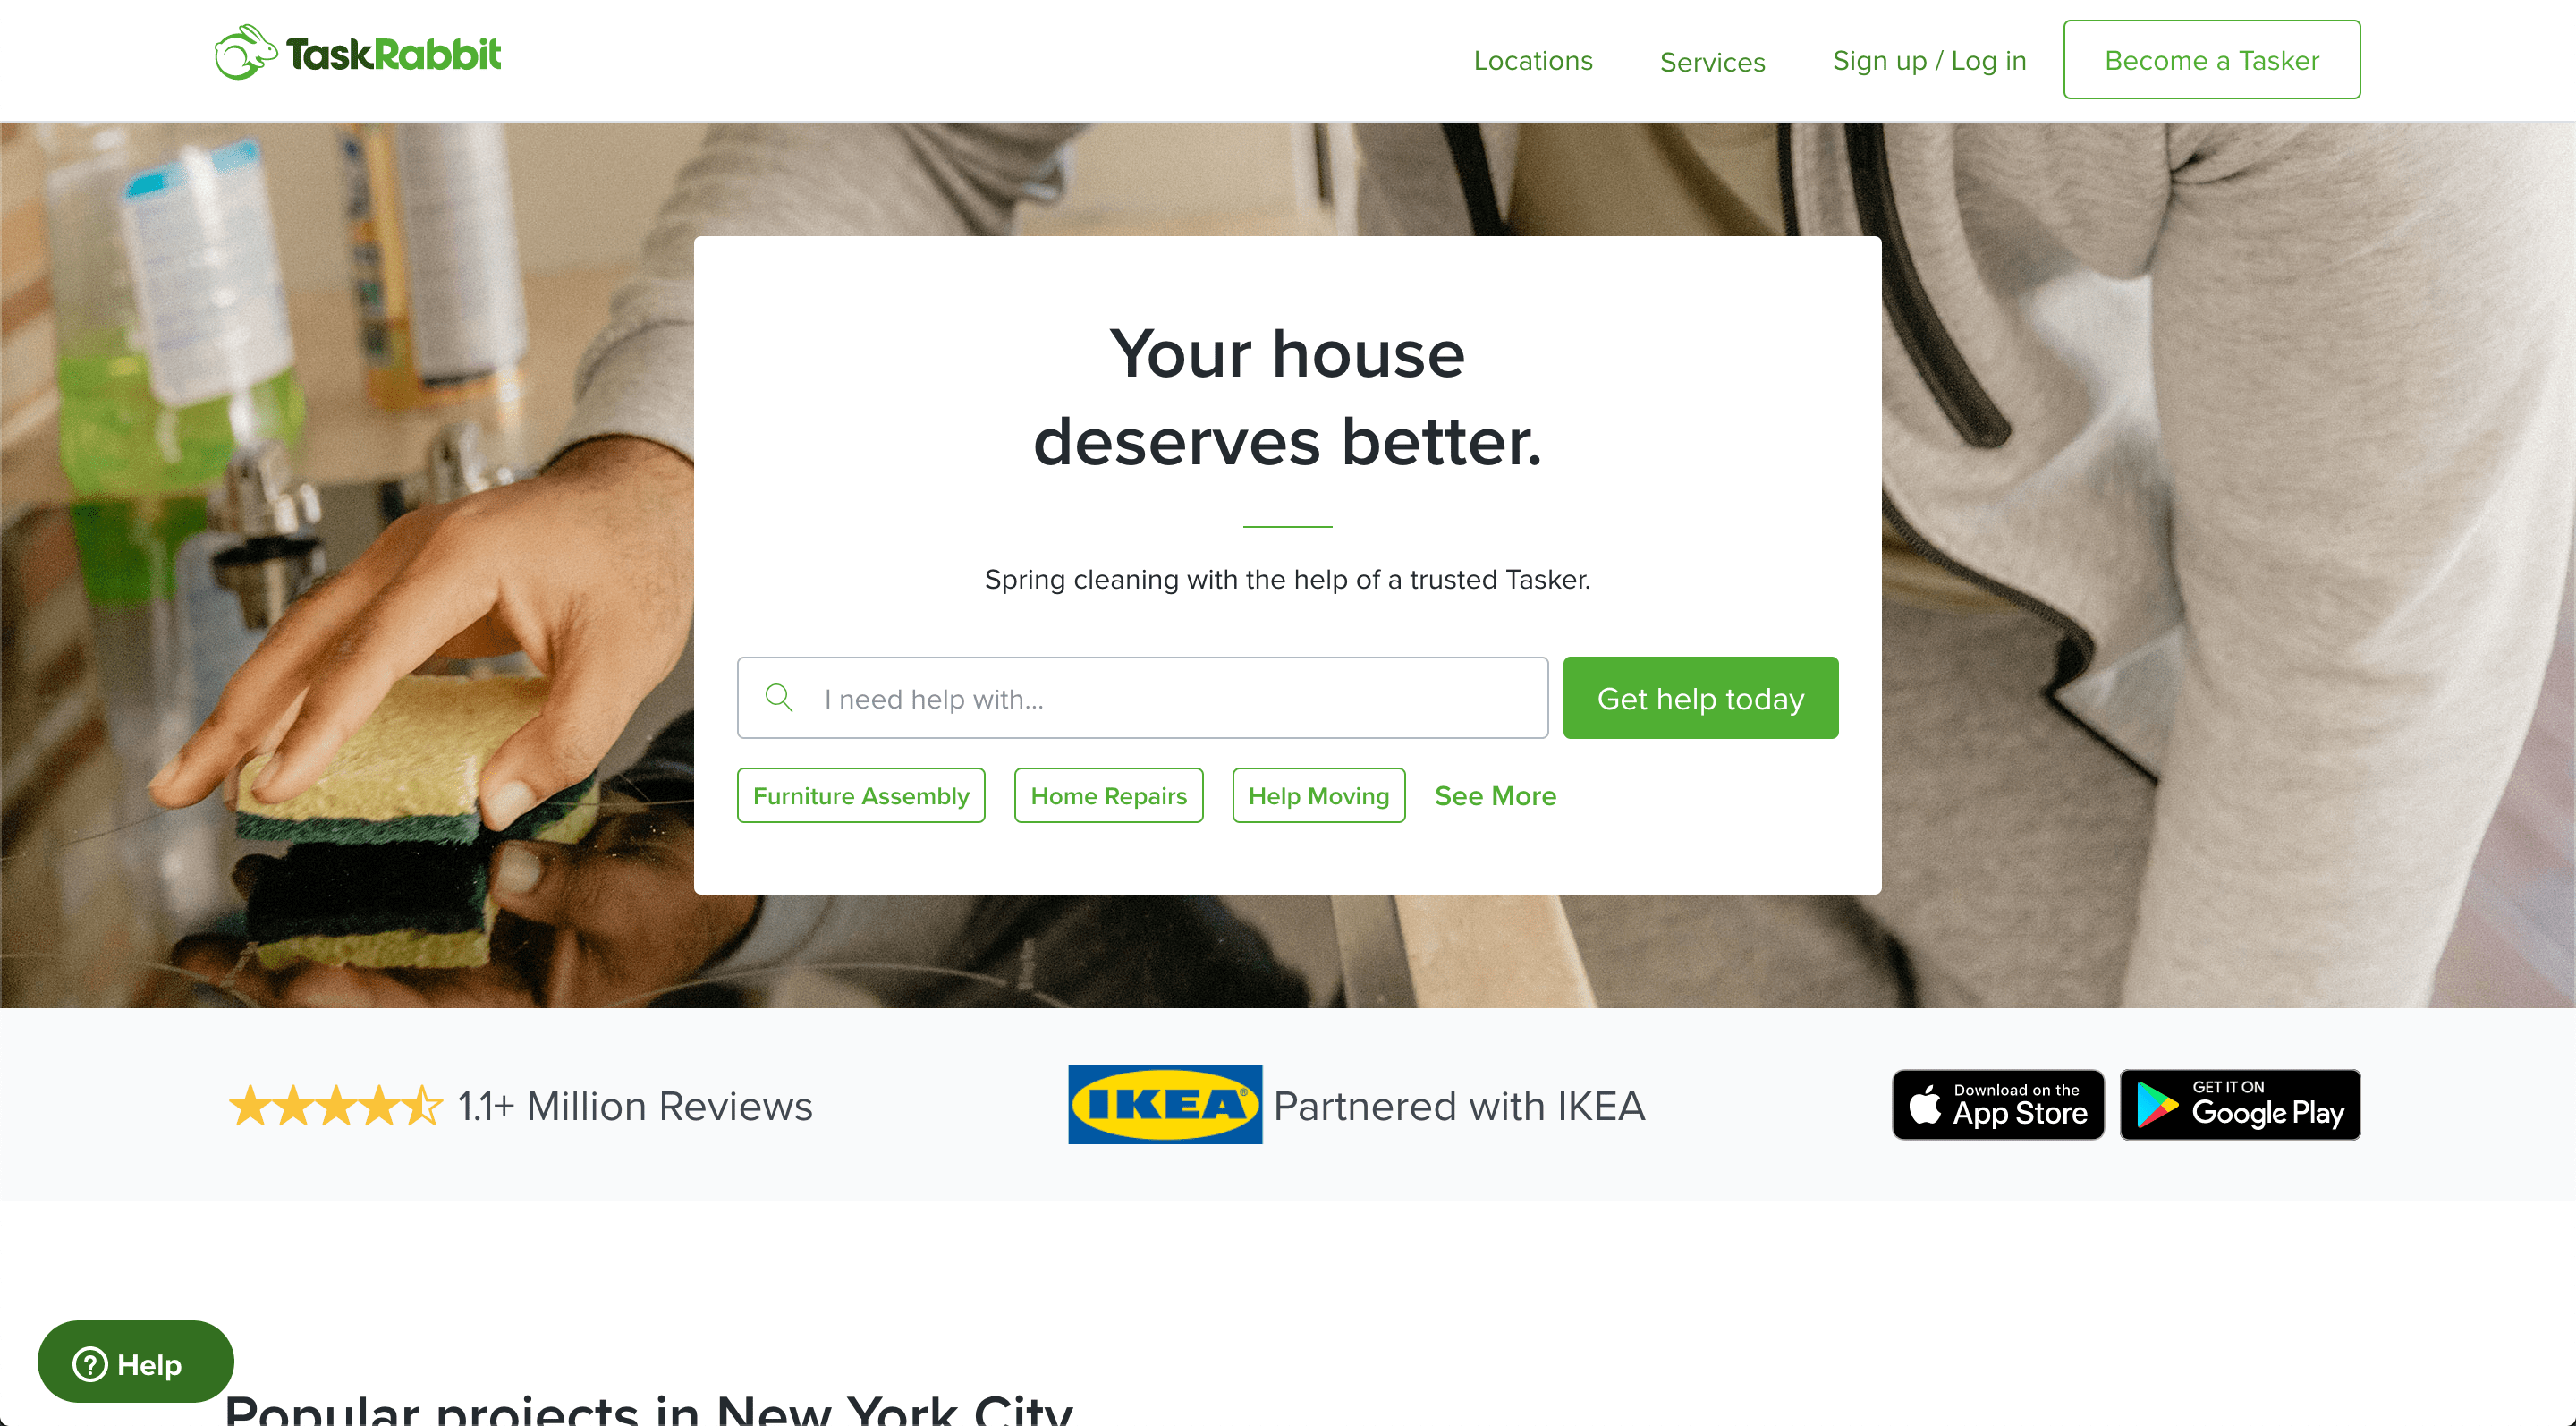 TaskRabbit
Locations
Services
Sign up / Log in
Become a Tasker
Your house
deserves better.
Spring cleaning with the help of a trusted Tasker.
I need help with...
Get help today
Furniture Assembly
Home Repairs
Help Moving
See More
1.1+ Million Reviews
IKEA
Partnered with IKEA
Download on the
App Store
GET IT ON
Google Play
Help
Popular projects in New York City